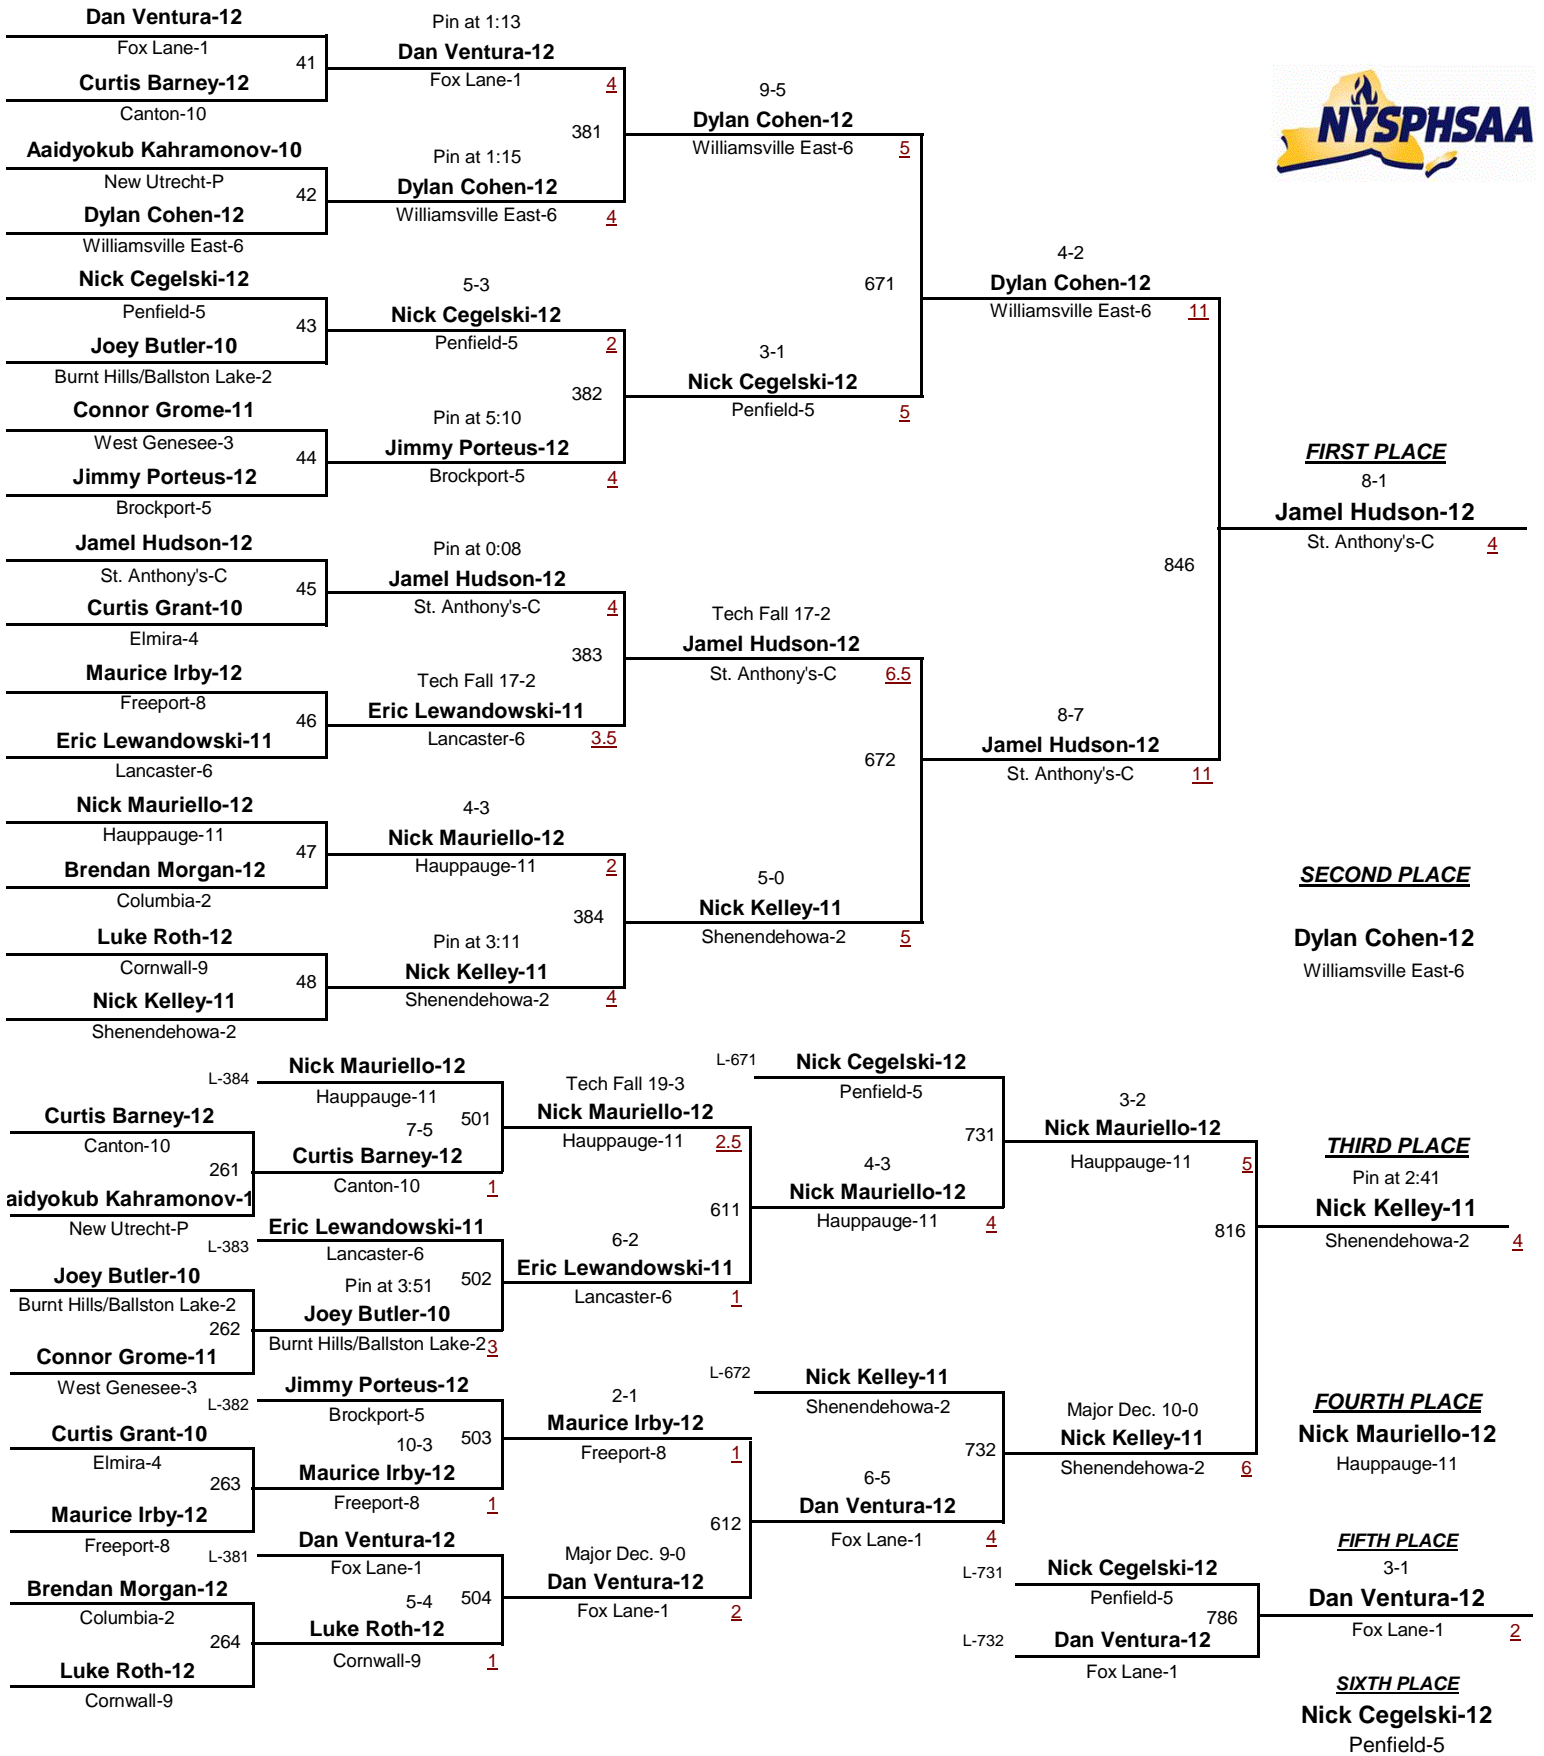 Dan Ventura-12
Fox Lane-1
41
Curtis Barney-12
Canton-10
Aaidyokub Kahramonov-10
New Utrecht-P
42
Dylan Cohen-12
Williamsville East-6
Nick Cegelski-12
Penfield-5
43
Joey Butler-10
Burnt Hills/Ballston Lake-2
Connor Grome-11
West Genesee-3
44
Jimmy Porteus-12
Brockport-5
Jamel Hudson-12
St. Anthony's-C
45
Curtis Grant-10
Elmira-4
Maurice Irby-12
Freeport-8
46
Eric Lewandowski-11
Lancaster-6
Nick Mauriello-12
Hauppauge-11
47
Brendan Morgan-12
Columbia-2
Luke Roth-12
Cornwall-9
48
Nick Kelley-11
Shenendehowa-2
Pin at 1:13
Dan Ventura-12
Fox Lane-1
4
381
Pin at 1:15
Dylan Cohen-12
Williamsville East-6
4
5-3
Nick Cegelski-12
Penfield-5
2
382
Pin at 5:10
Jimmy Porteus-12
Brockport-5
4
Pin at 0:08
Jamel Hudson-12
St. Anthony's-C
4
383
Tech Fall 17-2
Eric Lewandowski-11
Lancaster-6
3.5
4-3
Nick Mauriello-12
Hauppauge-11
2
384
Pin at 3:11
Nick Kelley-11
Shenendehowa-2
4
9-5
Dylan Cohen-12
Williamsville East-6
5
671
3-1
Nick Cegelski-12
Penfield-5
5
Tech Fall 17-2
Jamel Hudson-12
St. Anthony's-C
6.5
672
5-0
Nick Kelley-11
Shenendehowa-2
5
4-2
Dylan Cohen-12
Williamsville East-6
11
846
8-7
Jamel Hudson-12
St. Anthony's-C
11
NYSPHSAA
FIRST PLACE
8-1
Jamel Hudson-12
St. Anthony's-C
4
SECOND PLACE
Dylan Cohen-12
Williamsville East-6
L-384
Nick Mauriello-12
Hauppauge-11
501
Curtis Barney-12
Canton-10
261
aidyokub Kahramonov-1
New Utrecht-P
7-5
Curtis Barney-12
Canton-10
1
L-383
Eric Lewandowski-11
Lancaster-6
502
Joey Butler-10
Burnt Hills/Ballston Lake-2
262
Connor Grome-11
West Genesee-3
Pin at 3:51
Joey Butler-10
Burnt Hills/Ballston Lake-2
3
L-382
Jimmy Porteus-12
Brockport-5
503
Curtis Grant-10
Elmira-4
263
Maurice Irby-12
Freeport-8
10-3
Maurice Irby-12
Freeport-8
1
L-381
Dan Ventura-12
Fox Lane-1
504
Brendan Morgan-12
Columbia-2
264
Luke Roth-12
Cornwall-9
5-4
Luke Roth-12
Cornwall-9
1
Tech Fall 19-3
Nick Mauriello-12
Hauppauge-11
2.5
611
6-2
Eric Lewandowski-11
Lancaster-6
1
2-1
Maurice Irby-12
Freeport-8
1
612
Major Dec. 9-0
Dan Ventura-12
Fox Lane-1
2
L-671
Nick Cegelski-12
Penfield-5
731
4-3
Nick Mauriello-12
Hauppauge-11
4
L-672
Nick Kelley-11
Shenendehowa-2
732
6-5
Dan Ventura-12
Fox Lane-1
4
3-2
Nick Mauriello-12
Hauppauge-11
5
816
Major Dec. 10-0
Nick Kelley-11
Shenendehowa-2
6
THIRD PLACE
Pin at 2:41
Nick Kelley-11
Shenendehowa-2
4
FOURTH PLACE
Nick Mauriello-12
Hauppauge-11
L-731
Nick Cegelski-12
Penfield-5
786
L-732
Dan Ventura-12
Fox Lane-1
FIFTH PLACE
3-1
Dan Ventura-12
Fox Lane-1
2
SIXTH PLACE
Nick Cegelski-12
Penfield-5